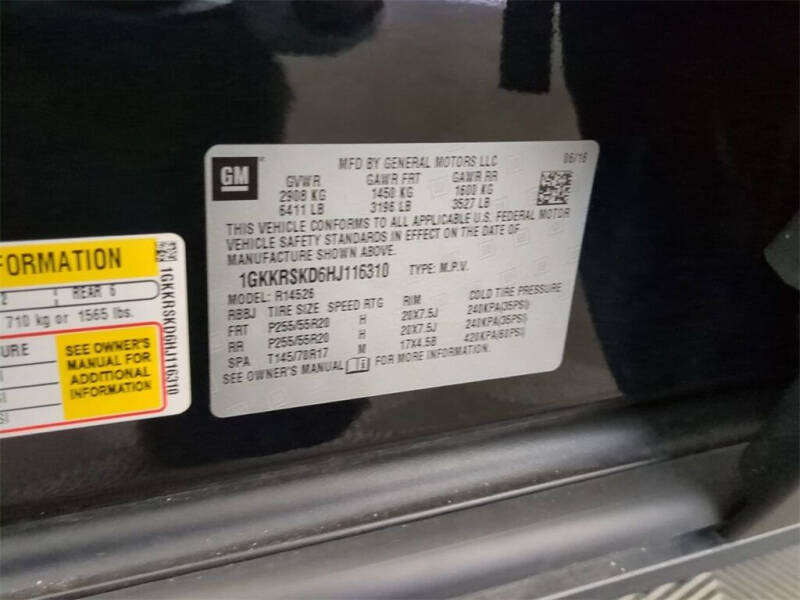 GM
MFD BY GENERAL MOTORS LLC 06/16
GVWR GAWR FRT GAWR RR
2908 KG 1450 KG 1600 KG
6411 LB 3196 LB 3527 LB
THIS VEHICLE CONFORMS TO ALL APPLICABLE U.S. FEDERAL MOTOR
VEHICLE SAFETY STANDARDS IN EFFECT ON THE DATE OF
MANUFACTURE SHOWN ABOVE.
1GKKRSKD6HJ116310 TYPE: M.P.V.
MODEL: R14526
RBBJ TIRE SIZE SPEED RTG RIM COLD TIRE PRESSURE
FRT P255/55R20 H 20X7.5J 240KPA(35PSI)
RR P255/55R20 H 20X7.5J 240KPA(35PSI)
SPA T145/70R17 M 17X4.5B 420KPA(60PSI)
SEE OWNER'S MANUAL FOR MORE INFORMATION.
FORMATION
2 REAR 5
710 kg or 1565 lbs.
SEE OWNER'S
MANUAL FOR
ADDITIONAL
INFORMATION
1GKKRSKD6HJ116310